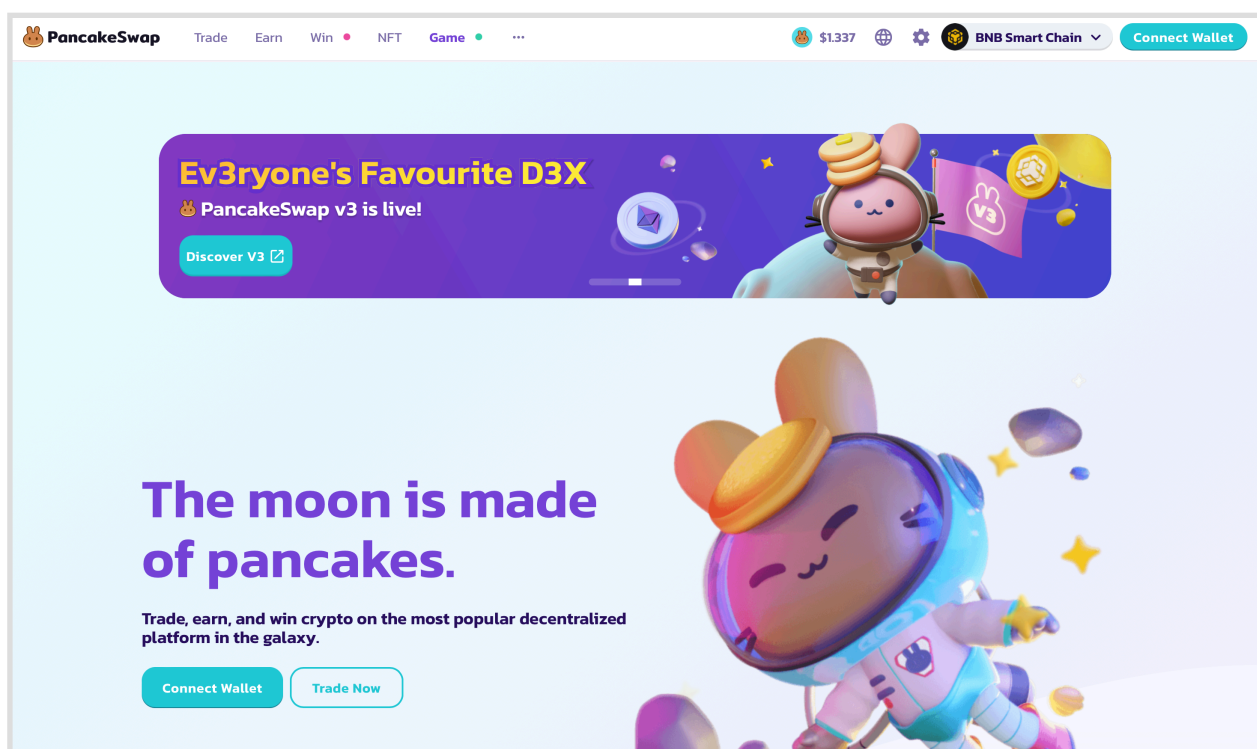 PancakeSwap Trade Earn Win NFT Game ... $1.337 BNB Smart Chain Connect Wallet
Ev3ryone's Favourite D3X
PancakeSwap v3 is live!
Discover V3
V3
The moon is made
of pancakes.
Trade, earn, and win crypto on the most popular decentralized
platform in the galaxy.
Connect Wallet Trade Now